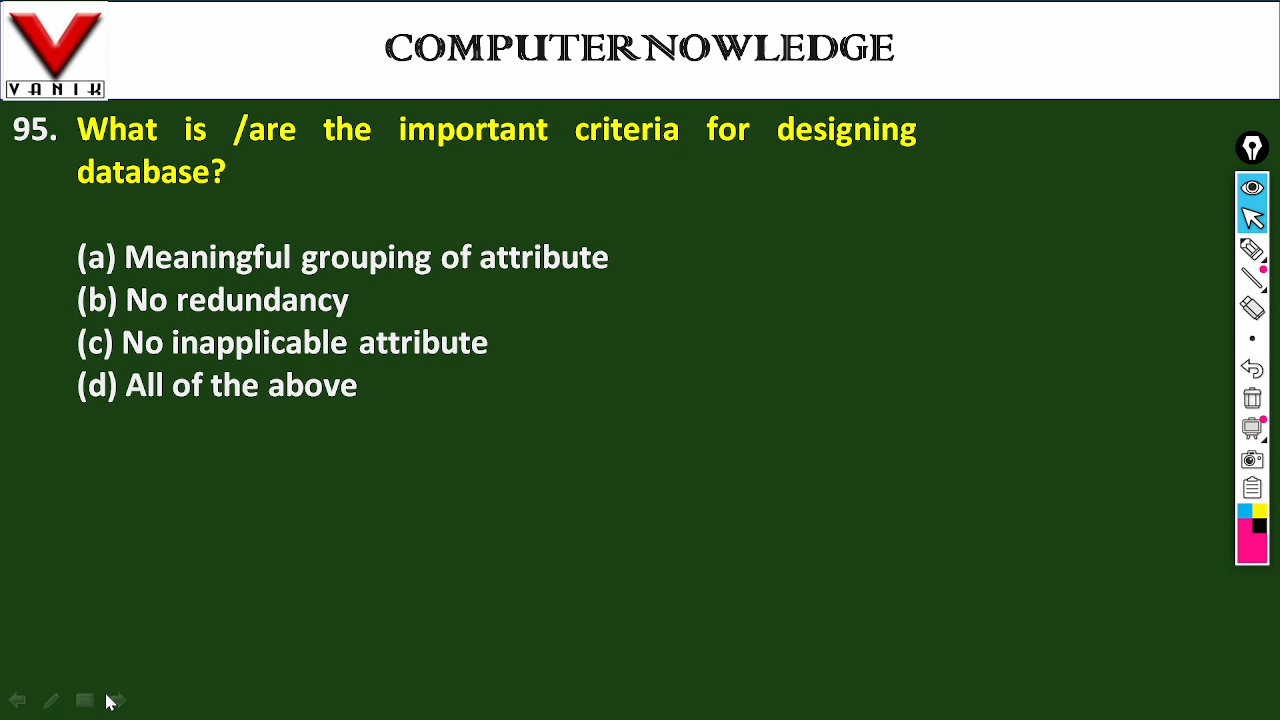 VANIK
COMPUTER NOWLEDGE
95. What is /are the important criteria for designing
database?
(a) Meaningful grouping of attribute
(b) No redundancy
(c) No inapplicable attribute
(d) All of the above